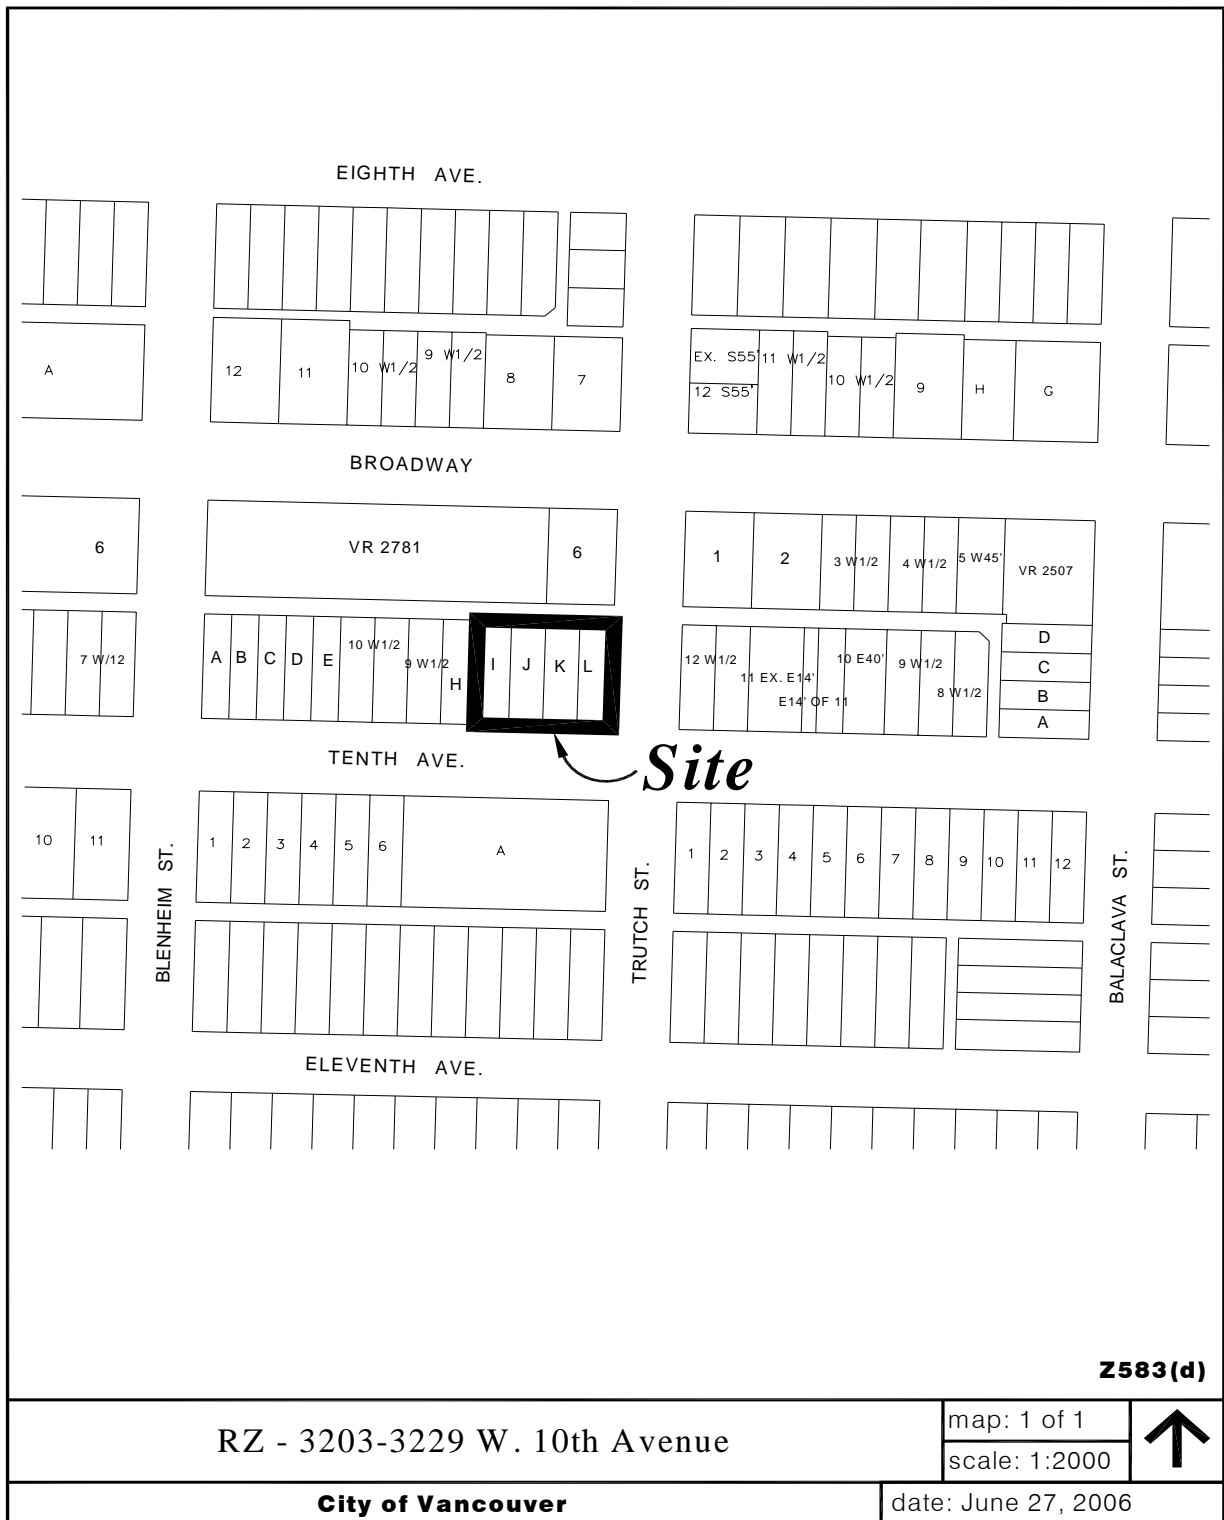 EIGHTH AVE.
A
12
11
10 W1/2
9 W1/2
8
7
EX. S55'
12 S55'
11 W1/2
10 W1/2
9
H
G
BROADWAY
6
VR 2781
6
1
2
3 W1/2
4 W1/2
5 W45'
VR 2507
7 W/12
A
B
C
D
E
10 W1/2
9 W1/2
H
I
J
K
L
12 W1/2
11 EX. E14'
E14' OF 11
10 E40'
9 W1/2
8 W1/2
D
C
B
A
TENTH AVE.
Site
10
11
BLENHEIM ST.
1
2
3
4
5
6
A
TRUTCH ST.
1
2
3
4
5
6
7
8
9
10
11
12
BALACLAVA ST.
ELEVENTH AVE.
Z583(d)
RZ - 3203-3229 W. 10th Avenue
map: 1 of 1
scale: 1:2000
City of Vancouver
date: June 27, 2006